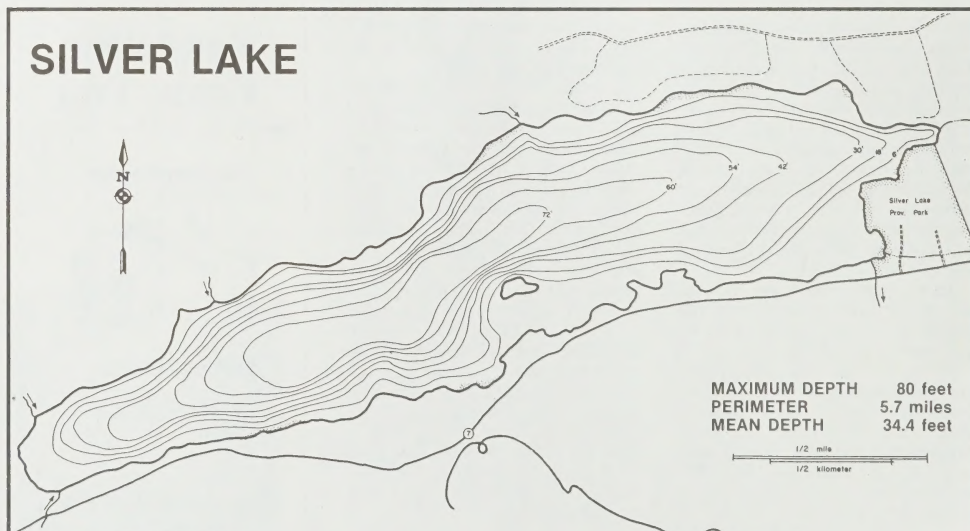 SILVER LAKE
N
30'
18
6
54'
42'
60'
72'
Silver Lake
Prov. Park
7
MAXIMUM DEPTH 80 feet
PERIMETER 5.7 miles
MEAN DEPTH 34.4 feet
1/2 mile
1/2 kilometer